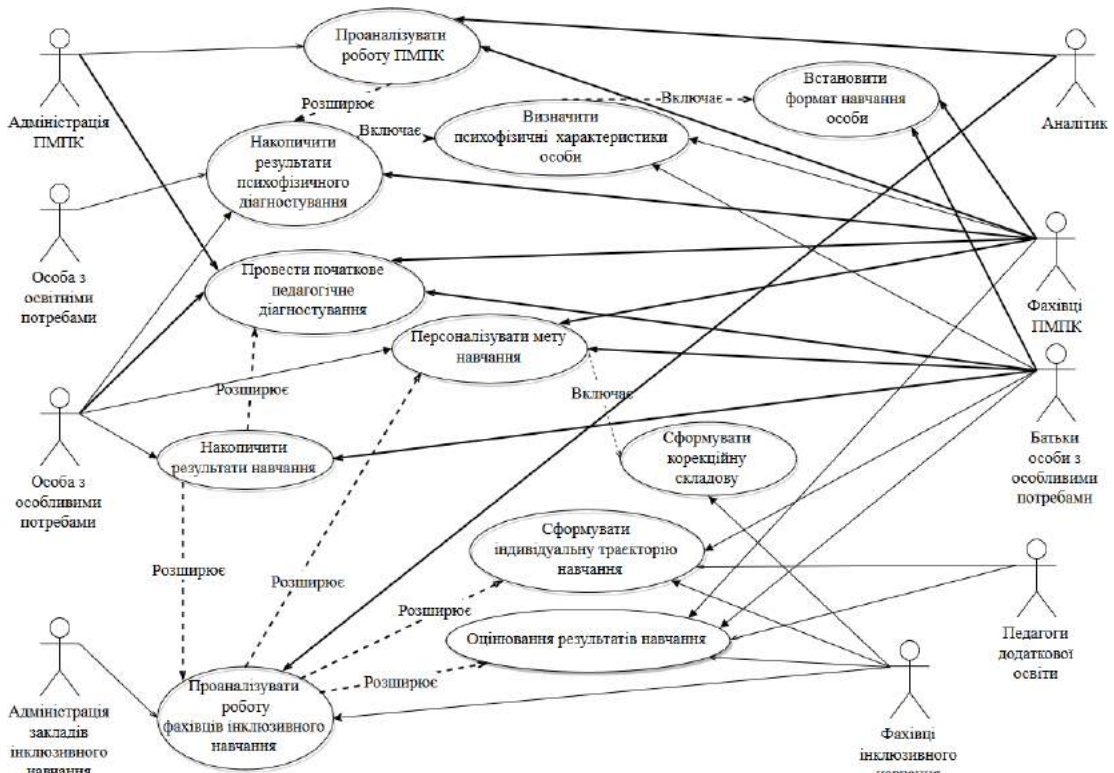 Проаналізувати
роботу ПМПК
Адміністрація
ПМПК
Розширює
Включає
Встановити
формат навчання
особи
Аналітик
Накопичити
результати
психофізичного
діагностування
Включає
Визначити
психофізичні характеристики
особи
Особа з
освітніми
потребами
Провести початкове
педагогічне
діагностування
Фахівці
ПМПК
Персоналізувати мету
навчання
Розширює
Включає
Особа з
особливими
потребами
Накопичити
результати навчання
Сформувати
корекційну
складову
Батьки
особи з
особливими
потребами
Розширює
Розширює
Сформувати
індивідуальну траєкторію
навчання
Розширює
Оцінювання результатів навчання
Розширює
Педагоги
додаткової
освіти
Адміністрація
закладів
інклюзивного
навчання
Проаналізувати
роботу
фахівців інклюзивного
навчання
Фахівці
інклюзивного